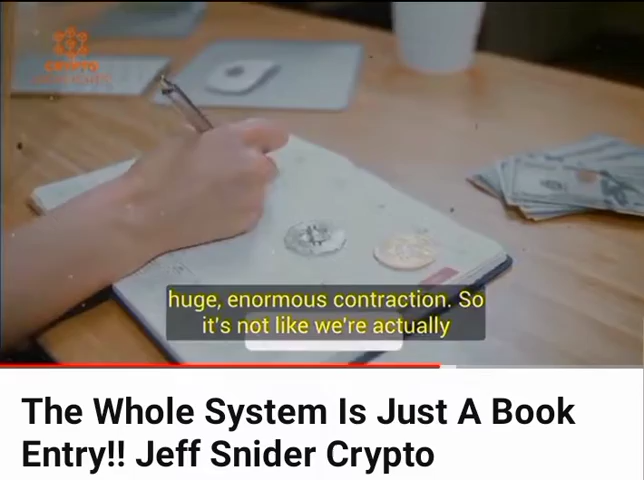 CRYPTO
huge, enormous contraction. So
it's not like we're actually
The Whole System Is Just A Book
Entry!! Jeff Snider Crypto